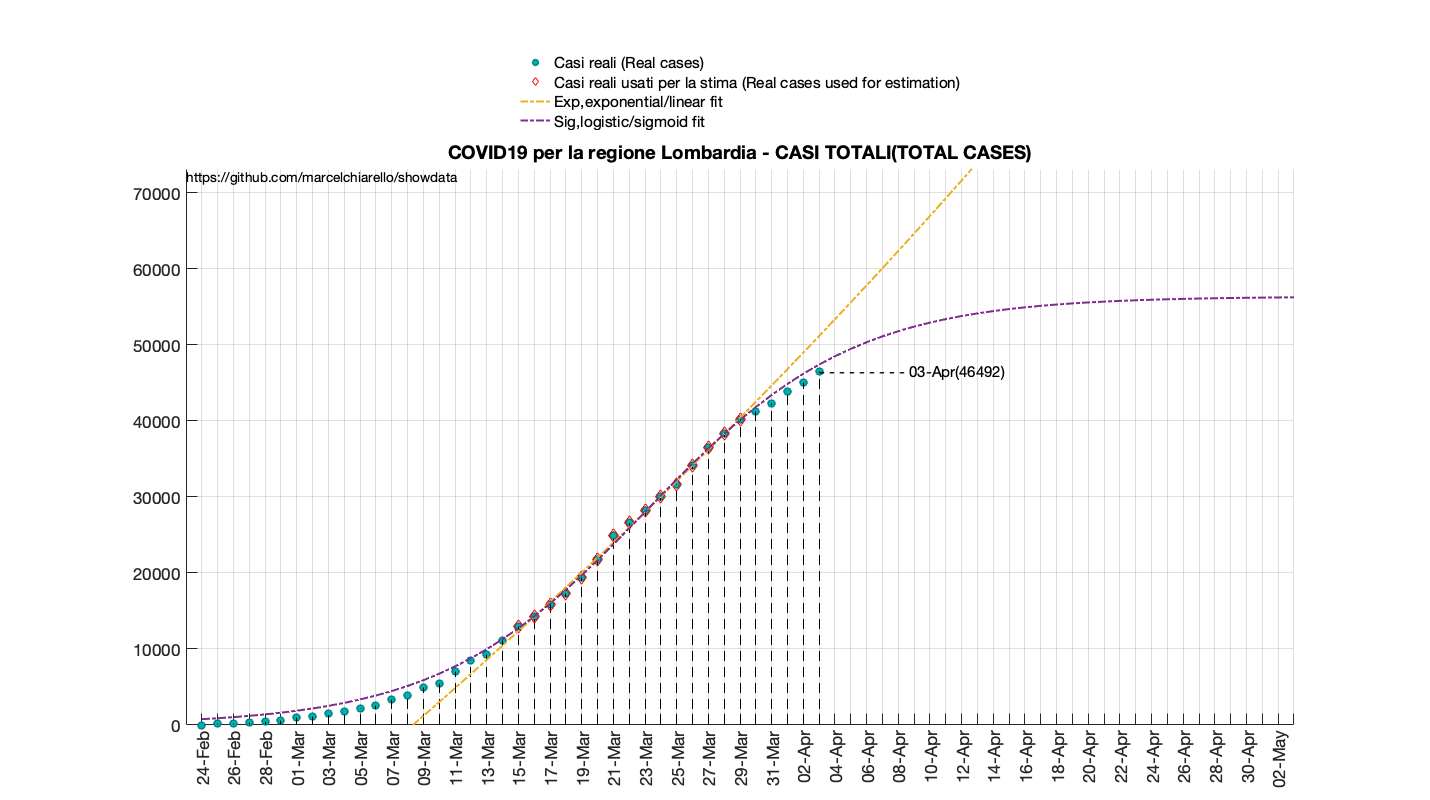 Casi reali (Real cases)
Casi reali usati per la stima (Real cases used for estimation)
Exp,exponential/linear fit
Sig,logistic/sigmoid fit
COVID19 per la regione Lombardia - CASI TOTALI(TOTAL CASES)
https://github.com/marcelchiarello/showdata
70000
60000
50000
03-Apr(46492)
40000
30000
20000
10000
0
24-Feb
26-Feb
28-Feb
01-Mar
03-Mar
05-Mar
07-Mar
09-Mar
11-Mar
13-Mar
15-Mar
17-Mar
19-Mar
21-Mar
23-Mar
25-Mar
27-Mar
29-Mar
31-Mar
02-Apr
04-Apr
06-Apr
08-Apr
10-Apr
12-Apr
14-Apr
16-Apr
18-Apr
20-Apr
22-Apr
24-Apr
26-Apr
28-Apr
30-Apr
02-May